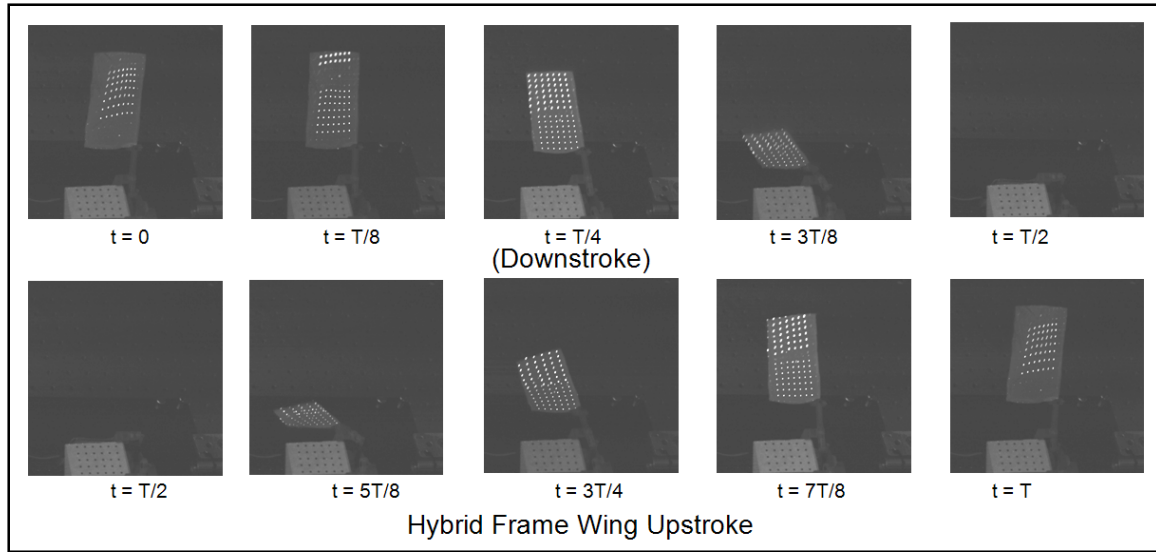 t = 0
t = T/8
t = T/4
t = 3T/8
t = T/2
(Downstroke)
t = T/2
t = 5T/8
t = 3T/4
t = 7T/8
t = T
Hybrid Frame Wing Upstroke